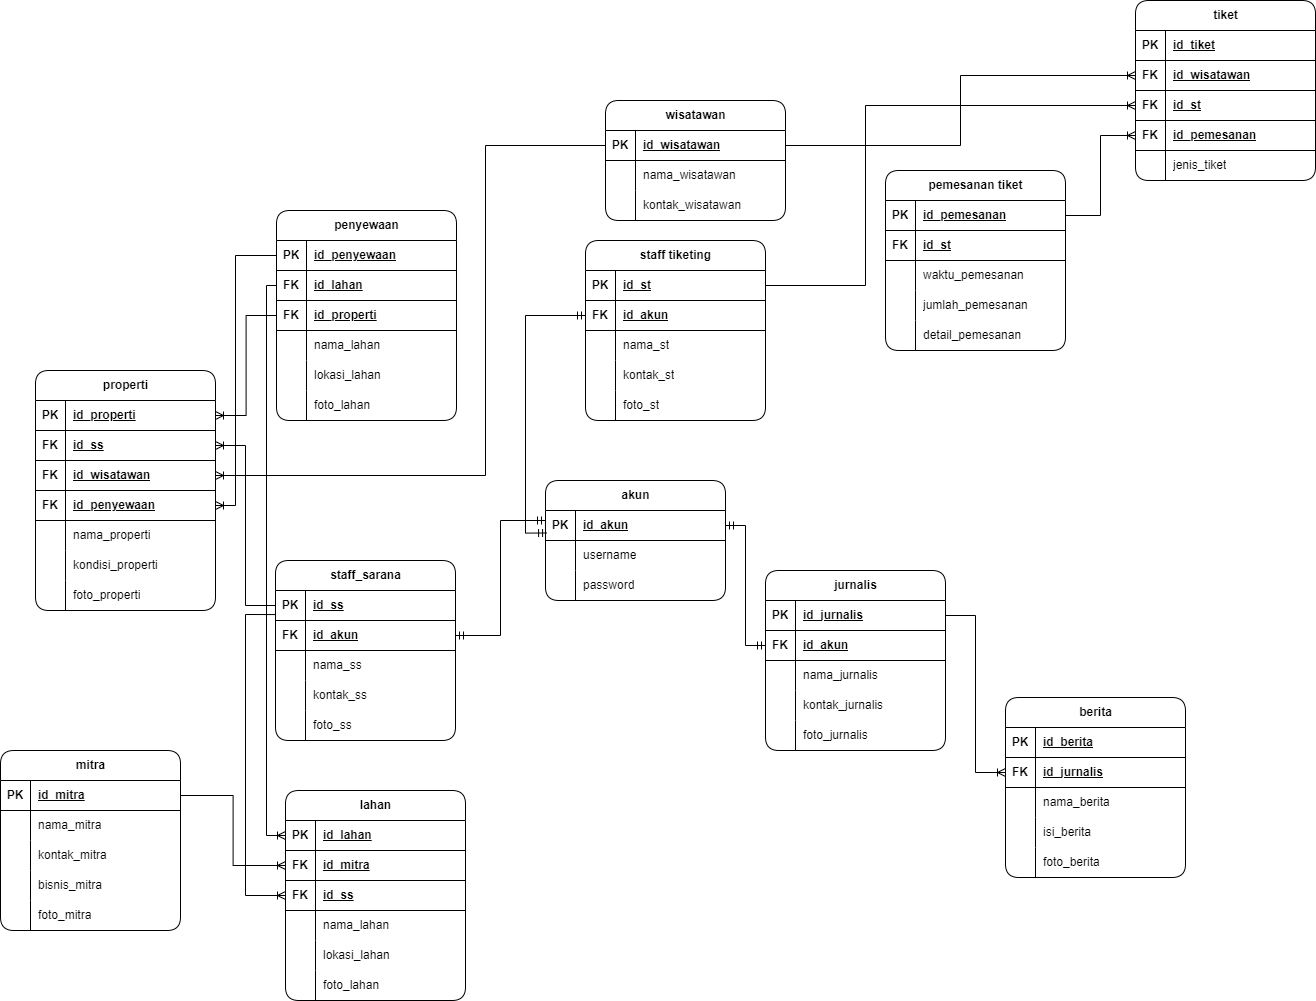 tiket
PK id_tiket
FK id_wisatawan
FK id_st
FK id_pemesanan
jenis_tiket
wisatawan
PK id_wisatawan
nama_wisatawan
kontak_wisatawan
pemesanan tiket
PK id_pemesanan
FK id_st
waktu_pemesanan
jumlah_pemesanan
detail_pemesanan
penyewaan
PK id_penyewaan
FK id_lahan
FK id_properti
nama_lahan
lokasi_lahan
foto_lahan
staff tiketing
PK id_st
FK id_akun
nama_st
kontak_st
foto_st
properti
PK id_properti
FK id_ss
FK id_wisatawan
FK id_penyewaan
nama_properti
kondisi_properti
foto_properti
akun
PK id_akun
username
password
staff_sarana
PK id_ss
FK id_akun
nama_ss
kontak_ss
foto_ss
jurnalis
PK id_jurnalis
FK id_akun
nama_jurnalis
kontak_jurnalis
foto_jurnalis
berita
PK id_berita
FK id_jurnalis
nama_berita
isi_berita
foto_berita
mitra
PK id_mitra
nama_mitra
kontak_mitra
bisnis_mitra
foto_mitra
lahan
PK id_lahan
FK id_mitra
FK id_ss
nama_lahan
lokasi_lahan
foto_lahan